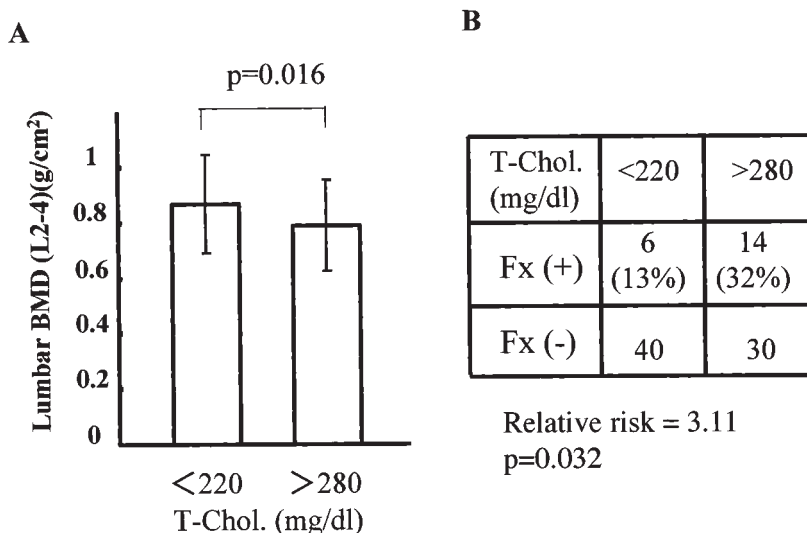 A
p=0.016
Lumbar BMD (L2-4)(g/cm²)
1
0.8
0.6
0.4
0.2
0
<220 >280
T-Chol. (mg/dl)
B
T-Chol. (mg/dl) <220 >280
Fx (+) 6 (13%) 14 (32%)
Fx (-) 40 30
Relative risk = 3.11
p=0.032